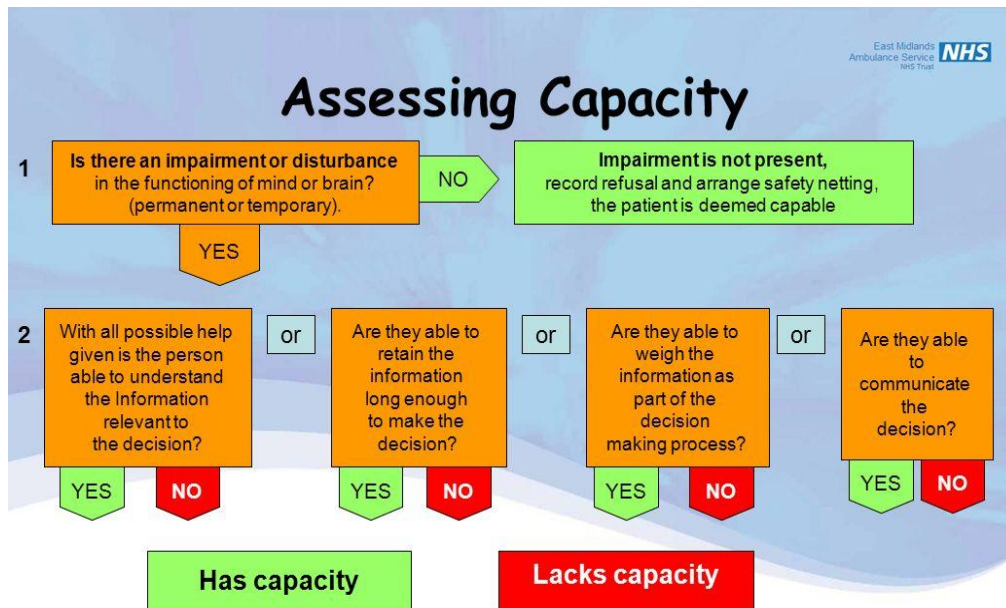 East Midlands
Ambulance Service
NHS Trust
NHS
Assessing Capacity
1
Is there an impairment or disturbance
in the functioning of mind or brain?
(permanent or temporary).
NO
Impairment is not present,
record refusal and arrange safety netting,
the patient is deemed capable
YES
2
With all possible help
given is the person
able to understand
the Information
relevant to
the decision?
or
Are they able to
retain the
information
long enough
to make the
decision?
or
Are they able to
weigh the
information as
part of the
decision
making process?
or
Are they able
to
communicate
the
decision?
YES
NO
YES
NO
YES
NO
YES
NO
Has capacity
Lacks capacity